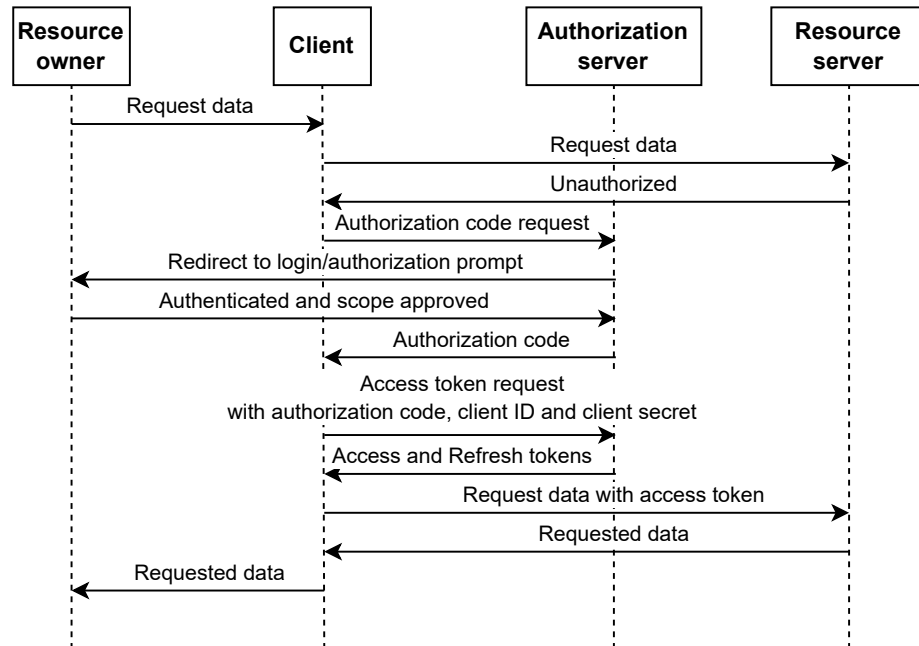 Resource
owner
Client
Authorization
server
Resource
server
Request data
Request data
Unauthorized
Authorization code request
Redirect to login/authorization prompt
Authenticated and scope approved
Authorization code
Access token request
with authorization code, client ID and client secret
Access and Refresh tokens
Request data with access token
Requested data
Requested data